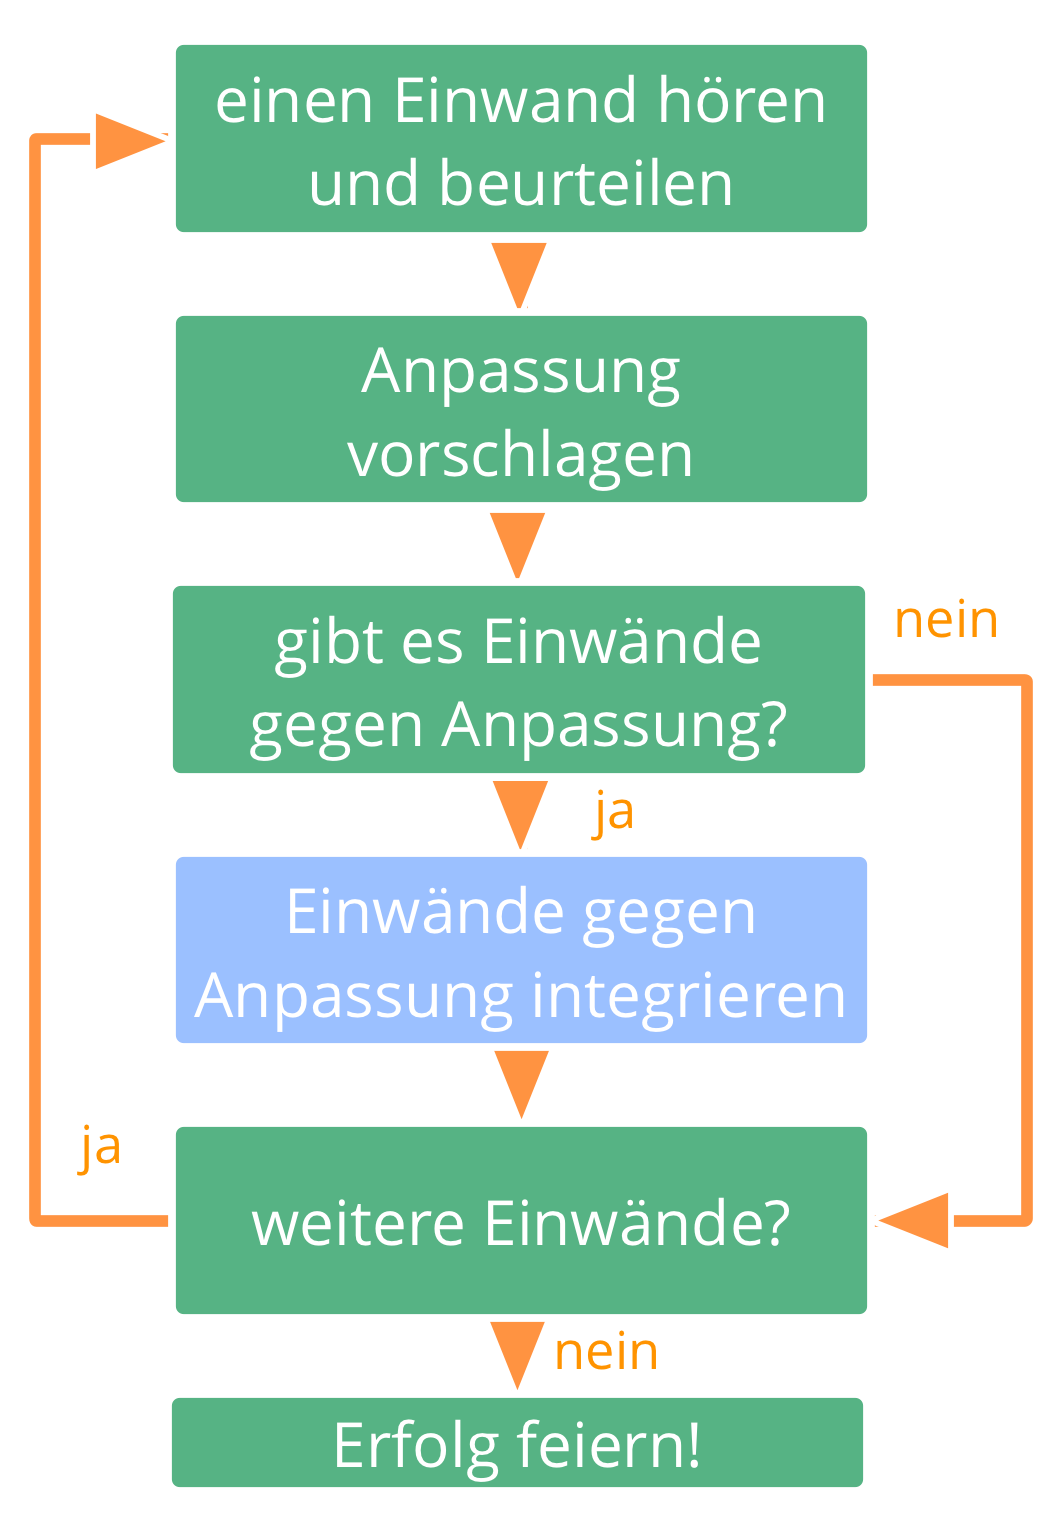 einen Einwand hören
und beurteilen
Anpassung
vorschlagen
gibt es Einwände
gegen Anpassung?
nein
ja
Einwände gegen
Anpassung integrieren
ja
weitere Einwände?
nein
Erfolg feiern!